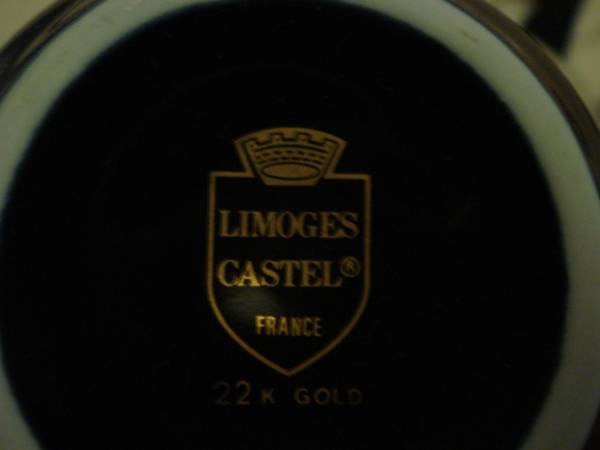 LIMOGES
CASTEL®
FRANCE
22 K GOLD